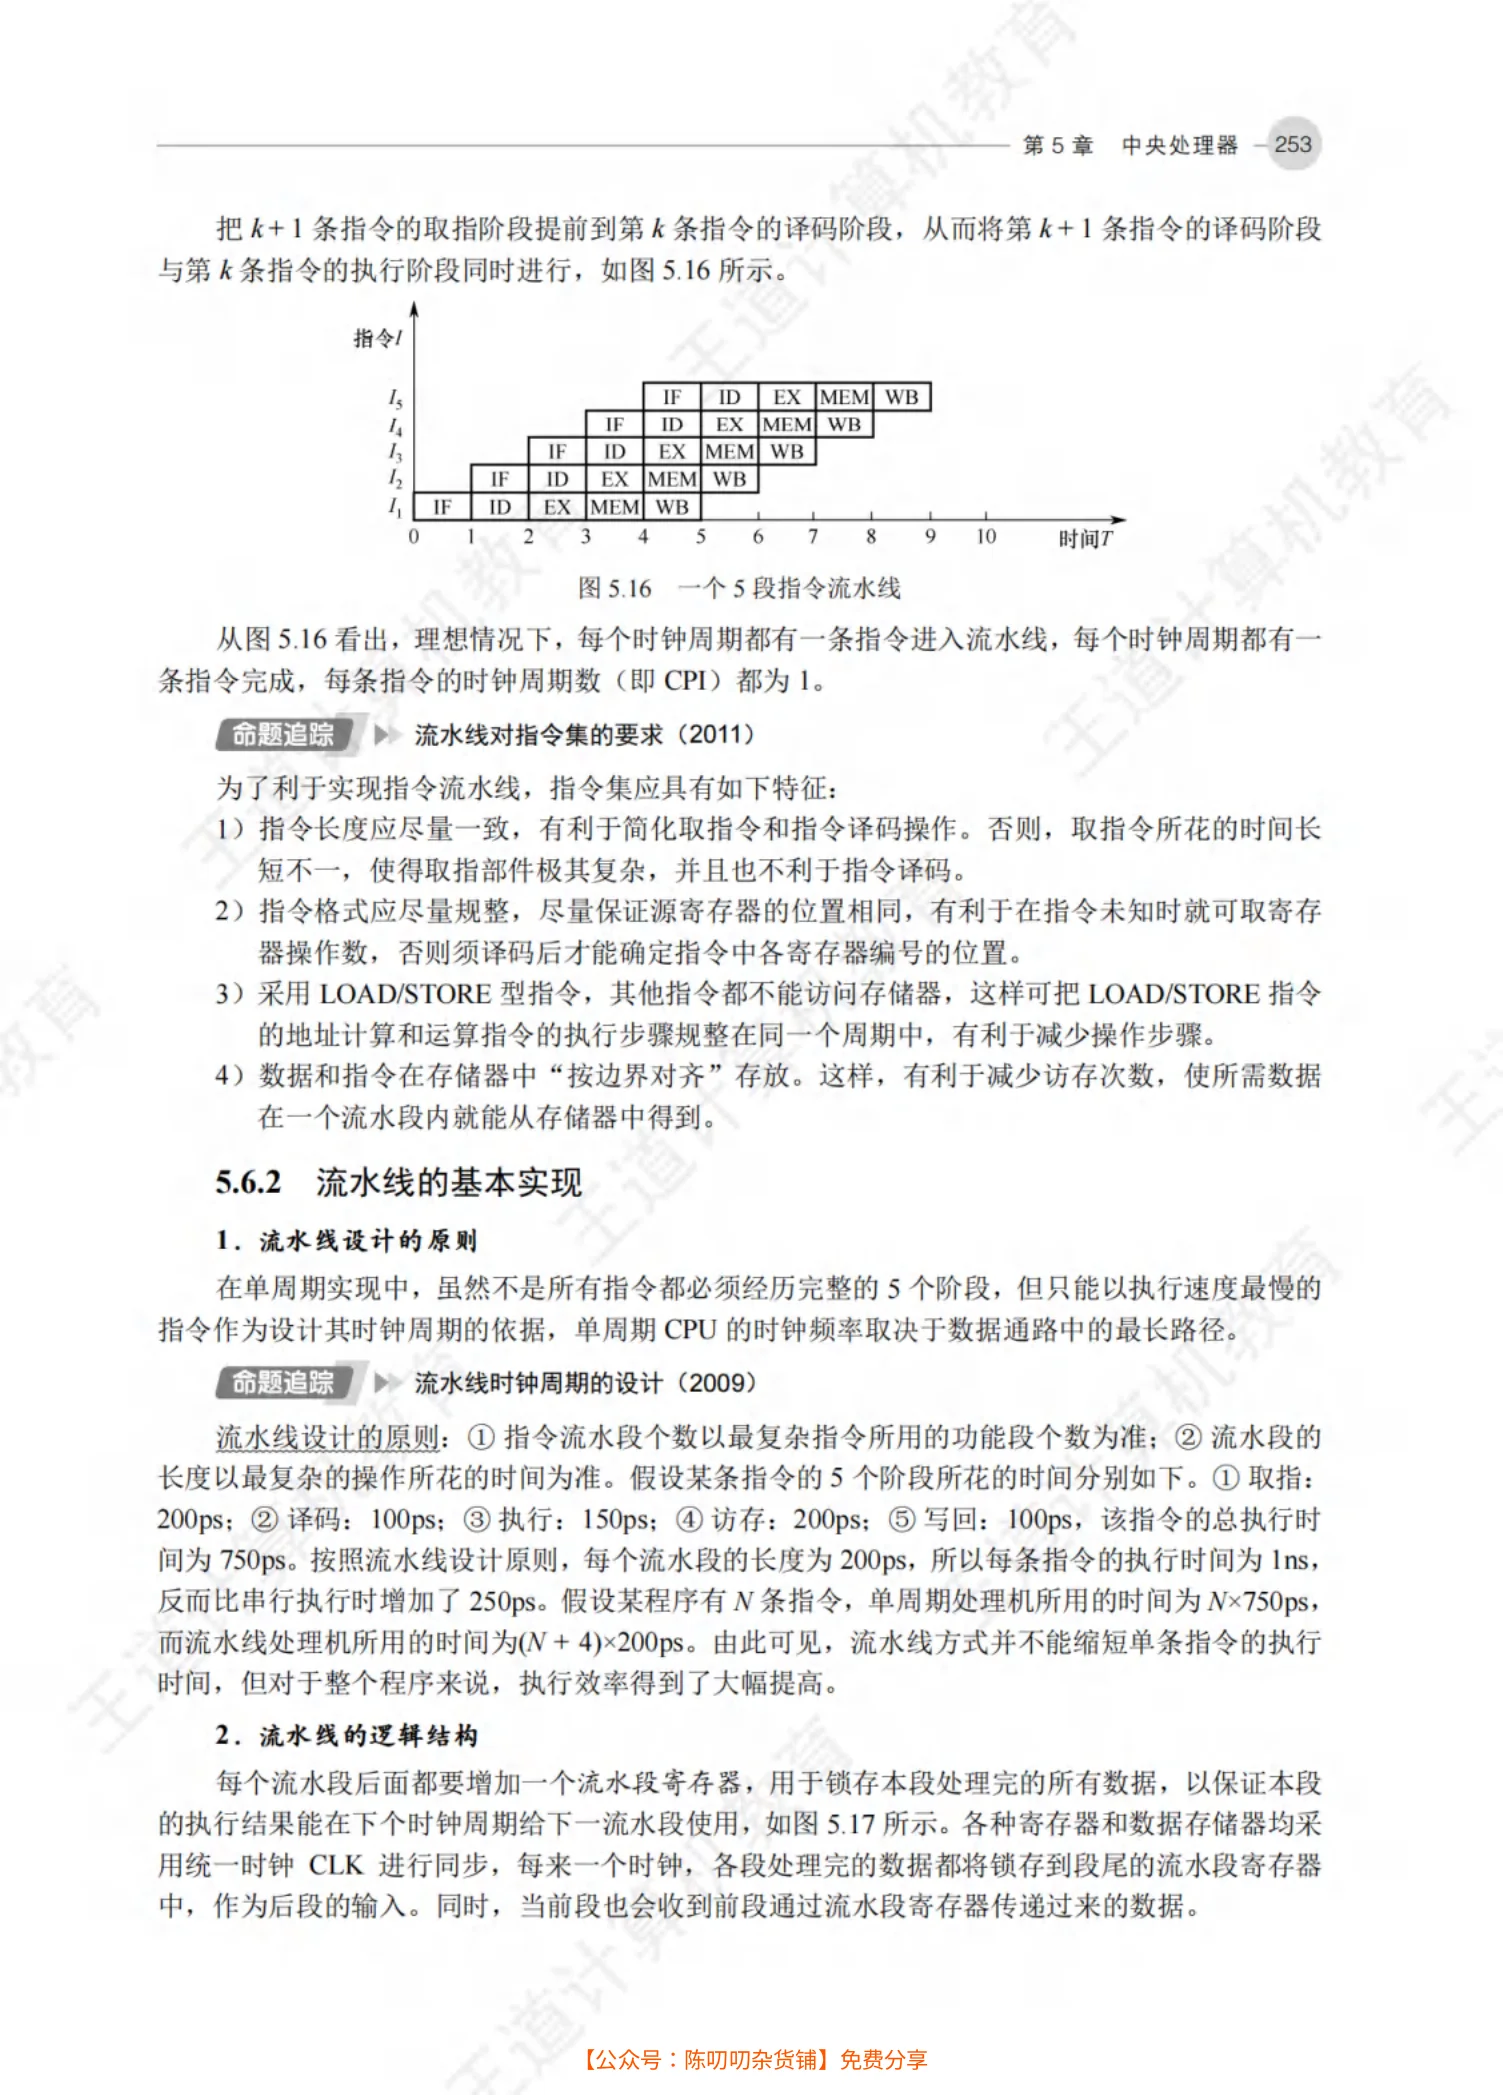 第 5 章 中央处理器 253
把 k + 1 条指令的取指阶段提前到第 k 条指令的译码阶段，从而将第 k + 1 条指令的译码阶段
与第 k 条指令的执行阶段同时进行，如图 5.16 所示。
指令I
I5 IF ID EX MEM WB
I4 IF ID EX MEM WB
I3 IF ID EX MEM WB
I2 IF ID EX MEM WB
I1 IF ID EX MEM WB
0 1 2 3 4 5 6 7 8 9 10 时间T
图 5.16 一个 5 段指令流水线
从图 5.16 看出，理想情况下，每个时钟周期都有一条指令进入流水线，每个时钟周期都有一
条指令完成，每条指令的时钟周期数（即 CPI）都为 1。
命题追踪 流水线对指令集的要求（2011）
为了利于实现指令流水线，指令集应具有如下特征：
1）指令长度应尽量一致，有利于简化取指令和指令译码操作。否则，取指令所花的时间长
短不一，使得取指部件极其复杂，并且也不利于指令译码。
2）指令格式应尽量规整，尽量保证源寄存器的位置相同，有利于在指令未知时就可取寄存
器操作数，否则须译码后才能确定指令中各寄存器编号的位置。
3）采用 LOAD/STORE 型指令，其他指令都不能访问存储器，这样可把 LOAD/STORE 指令
的地址计算和运算指令的执行步骤规整在同一个周期中，有利于减少操作步骤。
4）数据和指令在存储器中“按边界对齐”存放。这样，有利于减少访存次数，使所需数据
在一个流水段内就能从存储器中得到。
5.6.2 流水线的基本实现
1．流水线设计的原则
在单周期实现中，虽然不是所有指令都必须经历完整的 5 个阶段，但只能以执行速度最慢的
指令作为设计其时钟周期的依据，单周期 CPU 的时钟频率取决于数据通路中的最长路径。
命题追踪 流水线时钟周期的设计（2009）
流水线设计的原则：① 指令流水段个数以最复杂指令所用的功能段个数为准；② 流水段的
长度以最复杂的操作所花的时间为准。假设某条指令的 5 个阶段所花的时间分别如下。① 取指：
200ps；② 译码：100ps；③ 执行：150ps；④ 访存：200ps；⑤ 写回：100ps，该指令的总执行时
间为 750ps。按照流水线设计原则，每个流水段的长度为 200ps，所以每条指令的执行时间为 1ns，
反而比串行执行时增加了 250ps。假设某程序有 N 条指令，单周期处理机所用的时间为 N×750ps，
而流水线处理机所用的时间为(N + 4)×200ps。由此可见，流水线方式并不能缩短单条指令的执行
时间，但对于整个程序来说，执行效率得到了大幅提高。
2．流水线的逻辑结构
每个流水段后面都要增加一个流水段寄存器，用于锁存本段处理完的所有数据，以保证本段
的执行结果能在下个时钟周期给下一流水段使用，如图 5.17 所示。各种寄存器和数据存储器均采
用统一时钟 CLK 进行同步，每来一个时钟，各段处理完的数据都将锁存到段尾的流水段寄存器
中，作为后段的输入。同时，当前段也会收到前段通过流水段寄存器传递过来的数据。
王道计算机教育
【公众号：陈叨叨杂货铺】免费分享